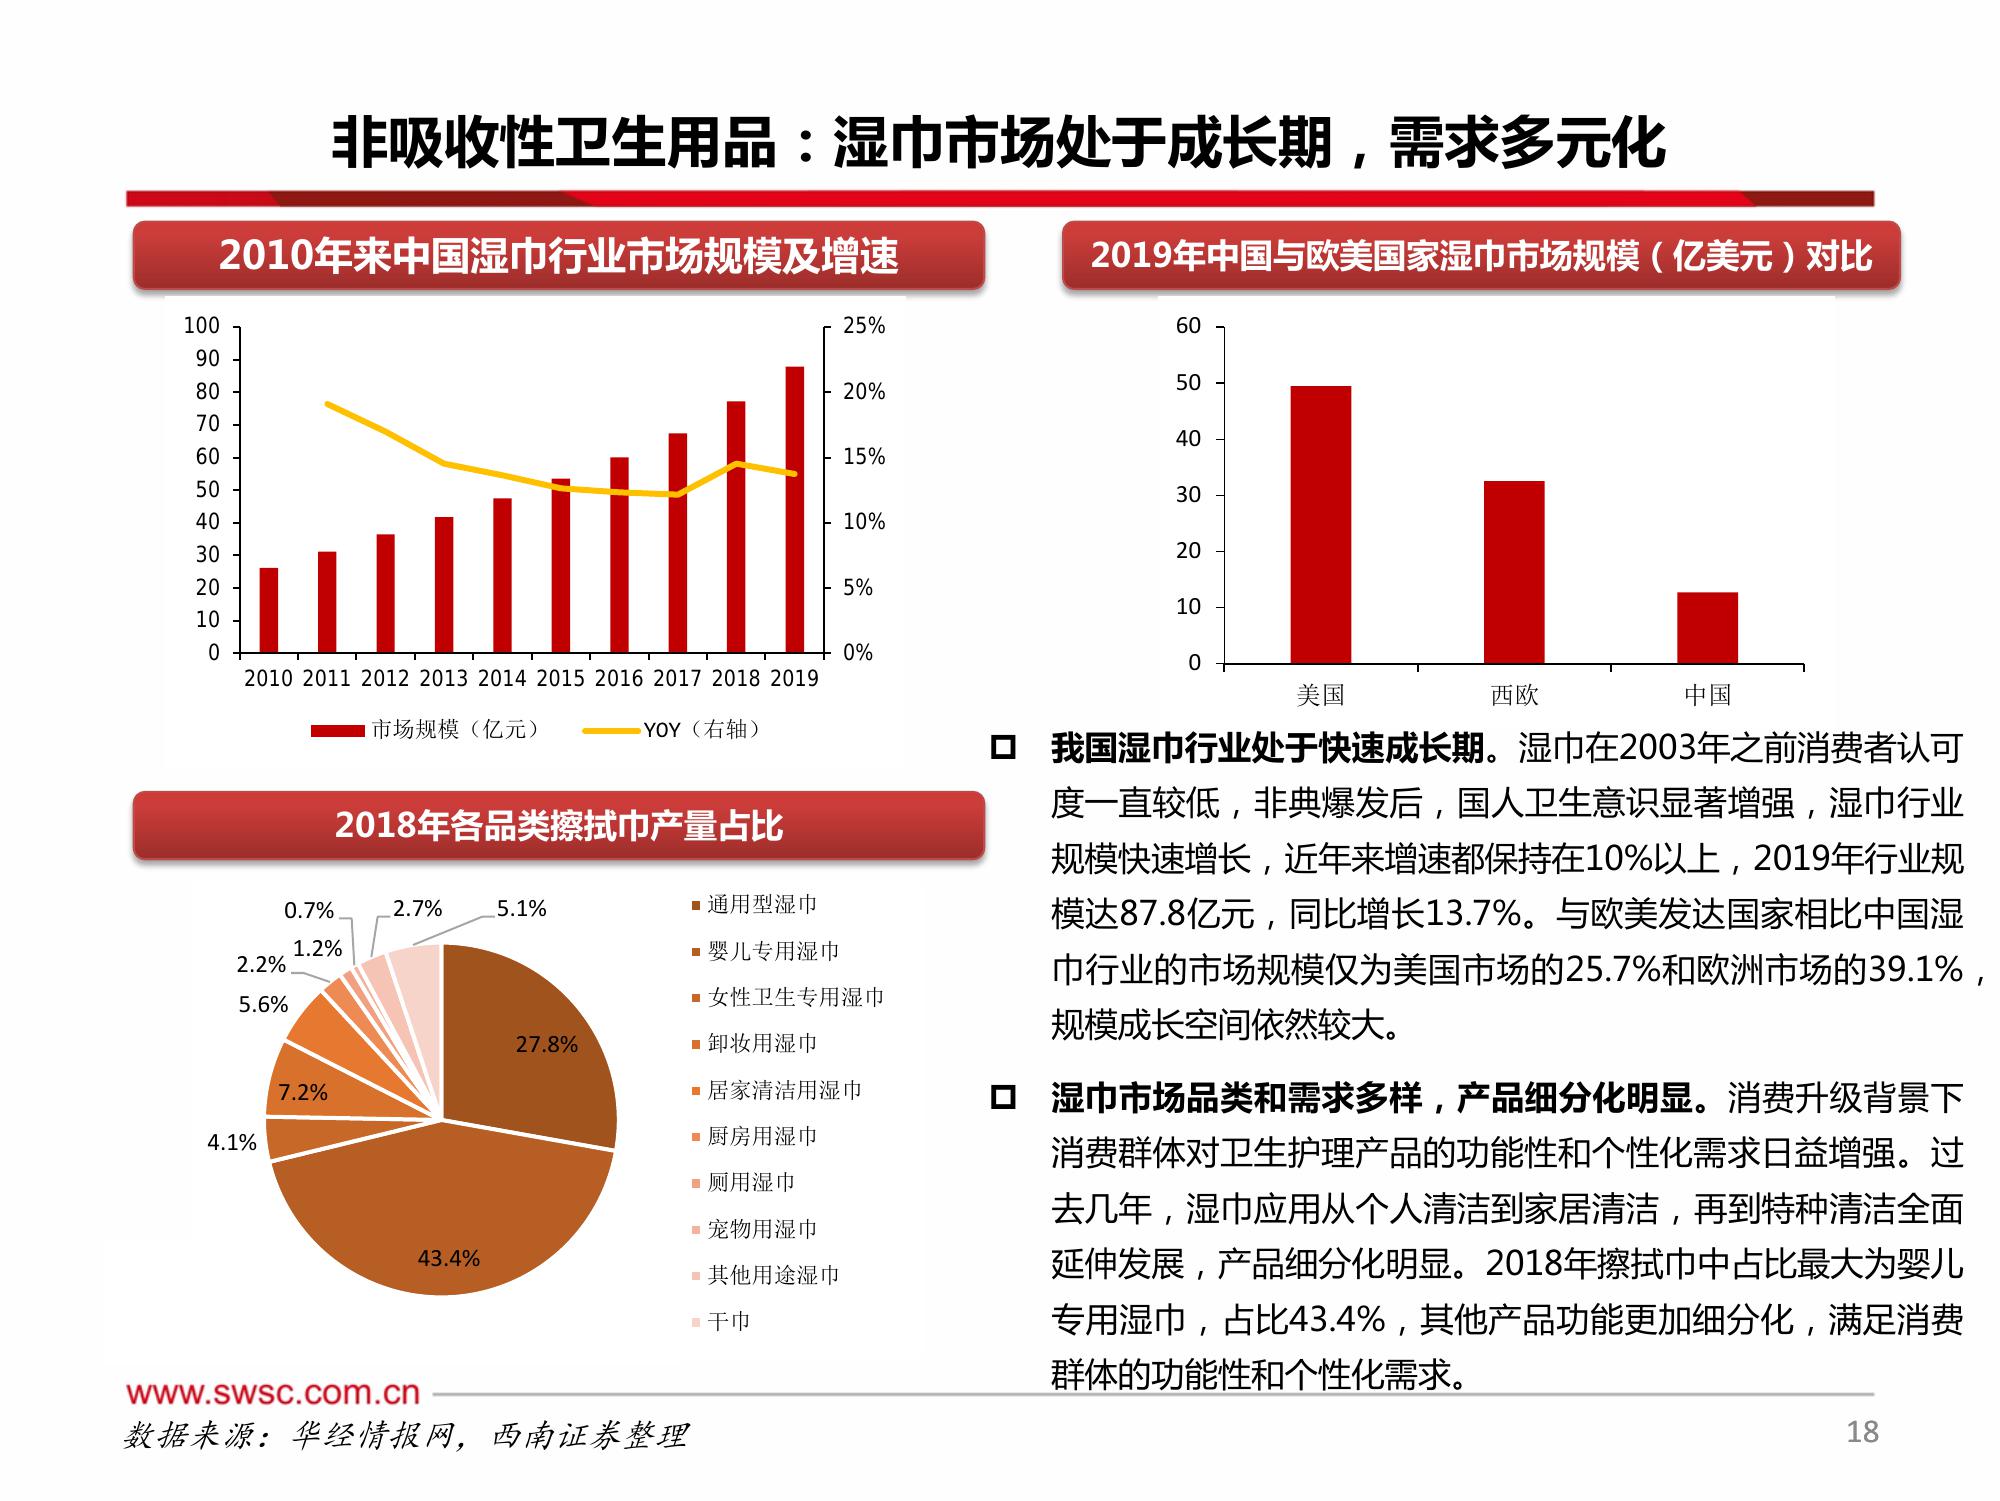 非吸收性卫生用品：湿巾市场处于成长期，需求多元化
2010年来中国湿巾行业市场规模及增速
100
90
80
70
60
50
40
30
20
10
0
25%
20%
15%
10%
5%
0%
2010 2011 2012 2013 2014 2015 2016 2017 2018 2019
市场规模（亿元） YOY（右轴）
2019年中国与欧美国家湿巾市场规模（亿美元）对比
60
50
40
30
20
10
0
美国 西欧 中国
2018年各品类擦拭巾产量占比
0.7%
2.7%
5.1%
1.2%
2.2%
5.6%
7.2%
4.1%
27.8%
43.4%
通用型湿巾
婴儿专用湿巾
女性卫生专用湿巾
卸妆用湿巾
居家清洁用湿巾
厨房用湿巾
厕用湿巾
宠物用湿巾
其他用途湿巾
干巾
我国湿巾行业处于快速成长期。湿巾在2003年之前消费者认可
度一直较低，非典爆发后，国人卫生意识显著增强，湿巾行业
规模快速增长，近年来增速都保持在10%以上，2019年行业规
模达87.8亿元，同比增长13.7%。与欧美发达国家相比中国湿
巾行业的市场规模仅为美国市场的25.7%和欧洲市场的39.1%，
规模成长空间依然较大。
湿巾市场品类和需求多样，产品细分化明显。消费升级背景下
消费群体对卫生护理产品的功能性和个性化需求日益增强。过
去几年，湿巾应用从个人清洁到家居清洁，再到特种清洁全面
延伸发展，产品细分化明显。2018年擦拭巾中占比最大为婴儿
专用湿巾，占比43.4%，其他产品功能更加细分化，满足消费
群体的功能性和个性化需求。
www.swsc.com.cn
数据来源：华经情报网，西南证券整理
18